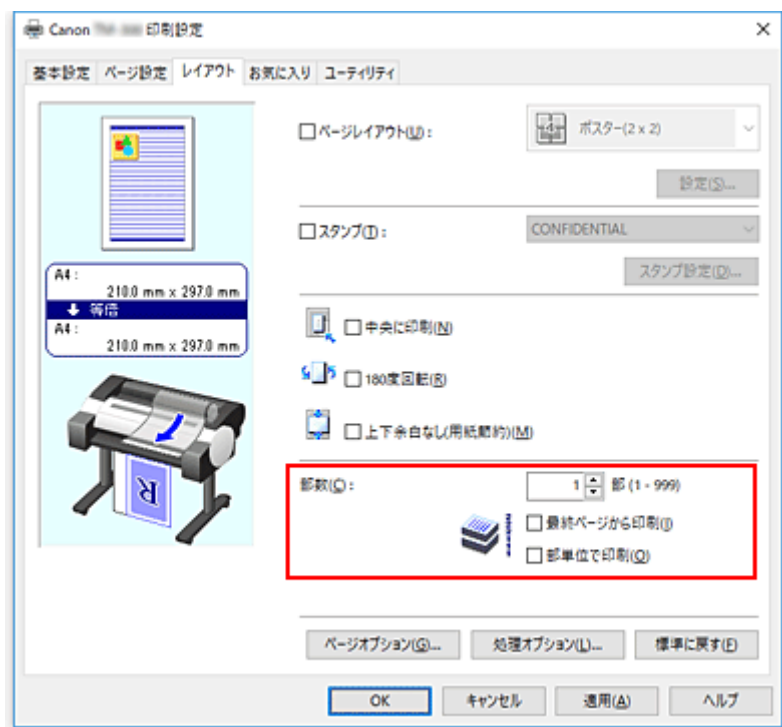 Canon 印刷設定
基本設定 ページ設定 レイアウト お気に入り ユーティリティ
ページレイアウト(U): ポスター(2 x 2)
設定(S)...
スタンプ(T): CONFIDENTIAL
スタンプ設定(D)...
A4 :
210.0 mm x 297.0 mm
等倍
A4 :
210.0 mm x 297.0 mm
中央に印刷(N)
180度回転(R)
上下余白なし(用紙節約)(M)
R
部数(C): 1 部 (1 - 999)
最終ページから印刷(I)
部単位で印刷(O)
ページオプション(G)... 処理オプション(L)... 標準に戻す(F)
OK キャンセル 適用(A) ヘルプ